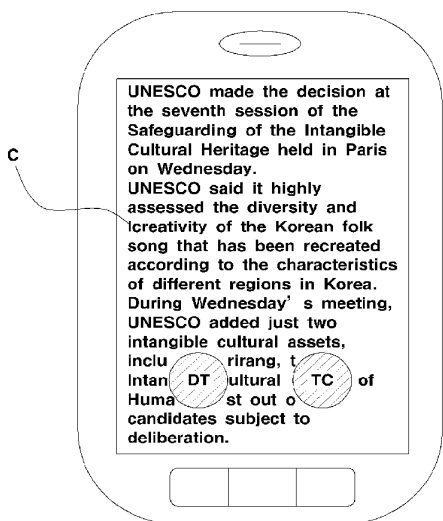 C
UNESCO made the decision at
the seventh session of the
Safeguarding of the Intangible
Cultural Heritage held in Paris
on Wednesday.
UNESCO said it highly
assessed the diversity and
creativity of the Korean folk
song that has been recreated
according to the characteristics
of different regions in Korea.
During Wednesday's meeting,
UNESCO added just two
intangible cultural assets,
inclu rirang, t
Intan DT ultural TC of
Huma st out o
candidates subject to
deliberation.